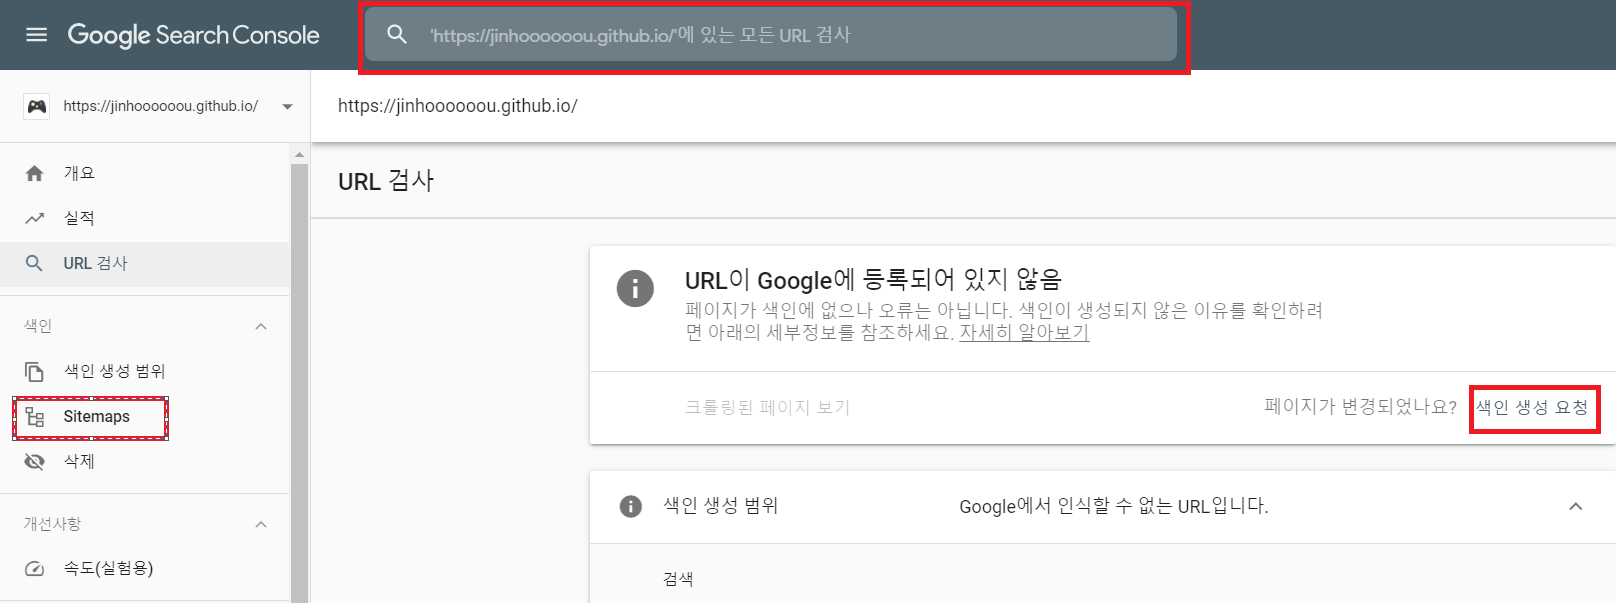 Google Search Console
'https://jinhoooooou.github.io/'에 있는 모든 URL 검사
https://jinhoooooou.github.io/
https://jinhoooooou.github.io/
개요
실적
URL 검사
색인
색인 생성 범위
Sitemaps
삭제
개선사항
속도(실험용)
URL 검사
URL이 Google에 등록되어 있지 않음
페이지가 색인에 없으나 오류는 아닙니다. 색인이 생성되지 않은 이유를 확인하려
면 아래의 세부정보를 참조하세요. 자세히 알아보기
크롤링된 페이지 보기
페이지가 변경되었나요? 색인 생성 요청
색인 생성 범위
Google에서 인식할 수 없는 URL입니다.
검색